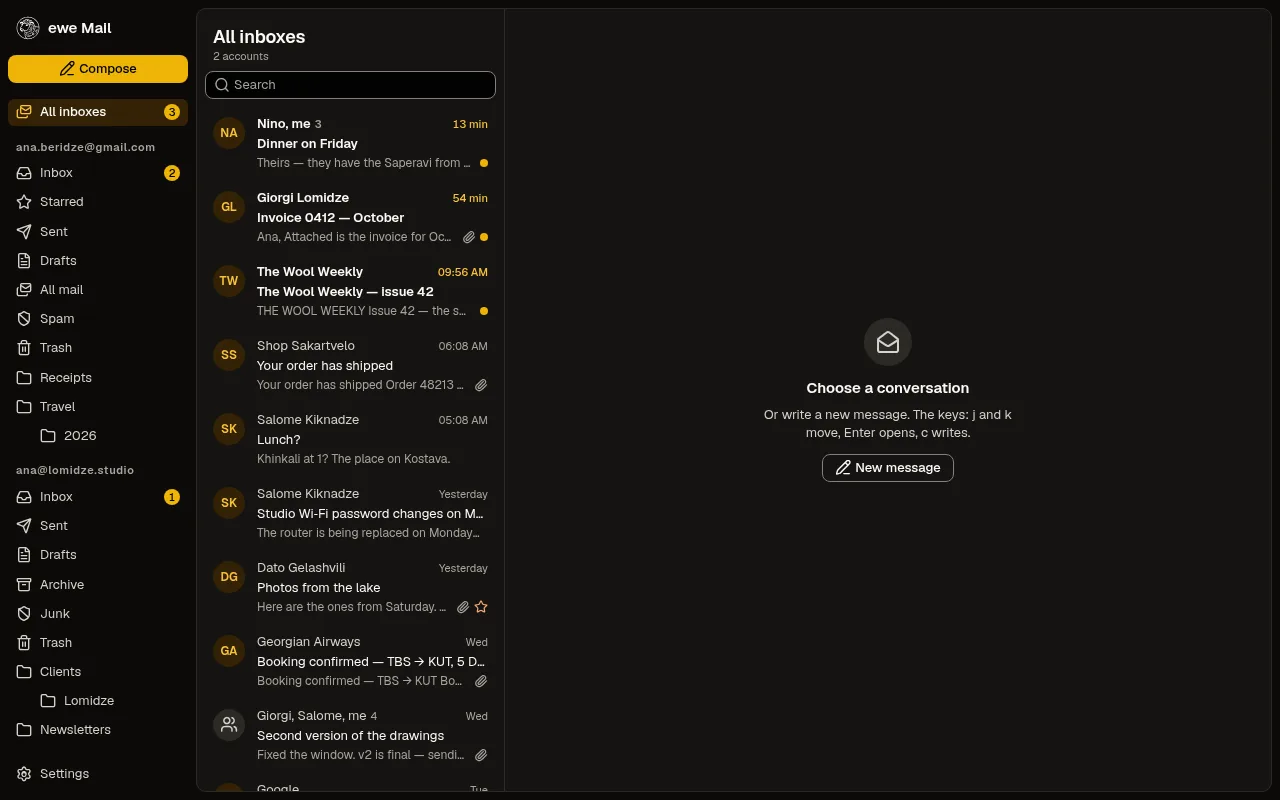 ewe Mail
Compose
All inboxes 3
ana.beridze@gmail.com
Inbox 2
Starred
Sent
Drafts
All mail
Spam
Trash
Receipts
Travel
2026
ana@lomidze.studio
Inbox 1
Sent
Drafts
Archive
Junk
Trash
Clients
Lomidze
Newsletters
Settings
All inboxes
2 accounts
Search
NA
Nino, me 3 13 min
Dinner on Friday
Theirs — they have the Saperavi from ...
GL
Giorgi Lomidze 54 min
Invoice 0412 — October
Ana, Attached is the invoice for Oc...
TW
The Wool Weekly 09:56 AM
The Wool Weekly — issue 42
THE WOOL WEEKLY Issue 42 — the s...
SS
Shop Sakartvelo 06:08 AM
Your order has shipped
Your order has shipped Order 48213 ...
SK
Salome Kiknadze 05:08 AM
Lunch?
Khinkali at 1? The place on Kostava.
SK
Salome Kiknadze Yesterday
Studio Wi-Fi password changes on M...
The router is being replaced on Monday...
DG
Dato Gelashvili Yesterday
Photos from the lake
Here are the ones from Saturday. ...
GA
Georgian Airways Wed
Booking confirmed — TBS → KUT, 5 D...
Booking confirmed — TBS → KUT Bo...
Giorgi, Salome, me 4 Wed
Second version of the drawings
Fixed the window. v2 is final — sendi...
Google Tue
Choose a conversation
Or write a new message. The keys: j and k
move, Enter opens, c writes.
New message